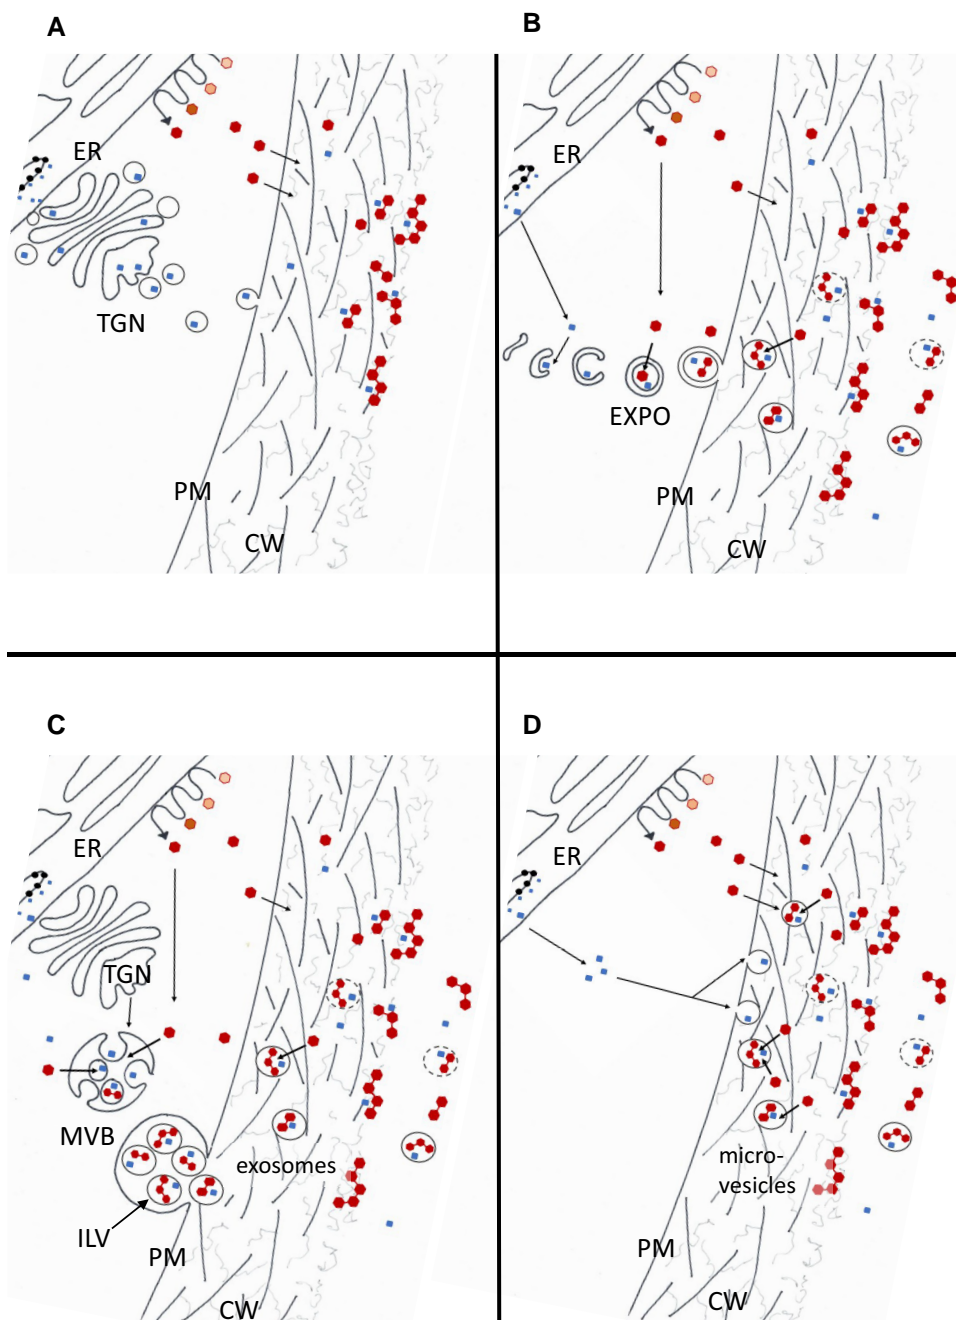 A
ER
TGN
PM
CW
B
ER
EXPO
PM
CW
C
ER
TGN
MVB
exosomes
ILV
PM
CW
D
ER
micro-
vesicles
PM
CW